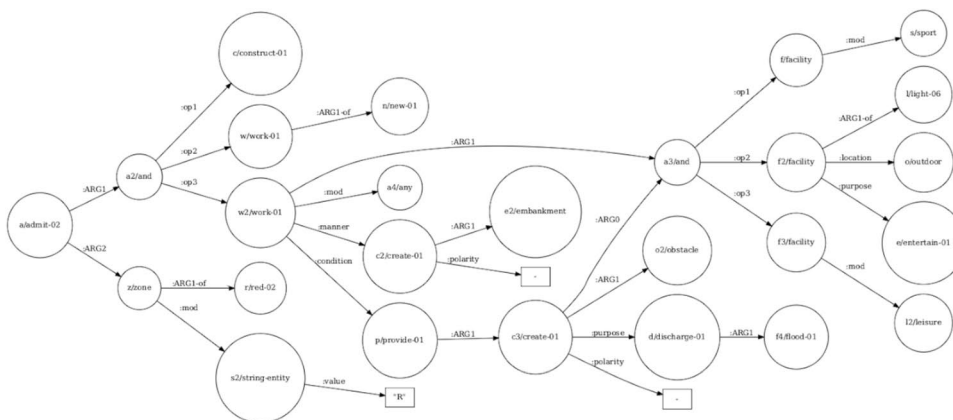 s/sport
:mod
f/facility
c/construct-01
l/light-06
:op1
:ARG1-of
n/new-01
:op1
:ARG1-of
w/work-01
:ARG1
:op2
a3/and
:op2
f2/facility
:location
o/outdoor
a2/and
:op3
:mod
a4/any
:purpose
:op3
w2/work-01
e2/embankment
:ARG1
:ARG0
a/admit-02
:manner
:ARG1
e/entertain-01
f3/facility
o2/obstacle
:ARG2
c2/create-01
:condition
:polarity
:ARG1
:mod
-
z/zone
:ARG1-of
r/red-02
:mod
l2/leisure
p/provide-01
:ARG1
c3/create-01
:purpose
d/discharge-01
:ARG1
f4/flood-01
:polarity
s2/string-entity
:value
"R"
-